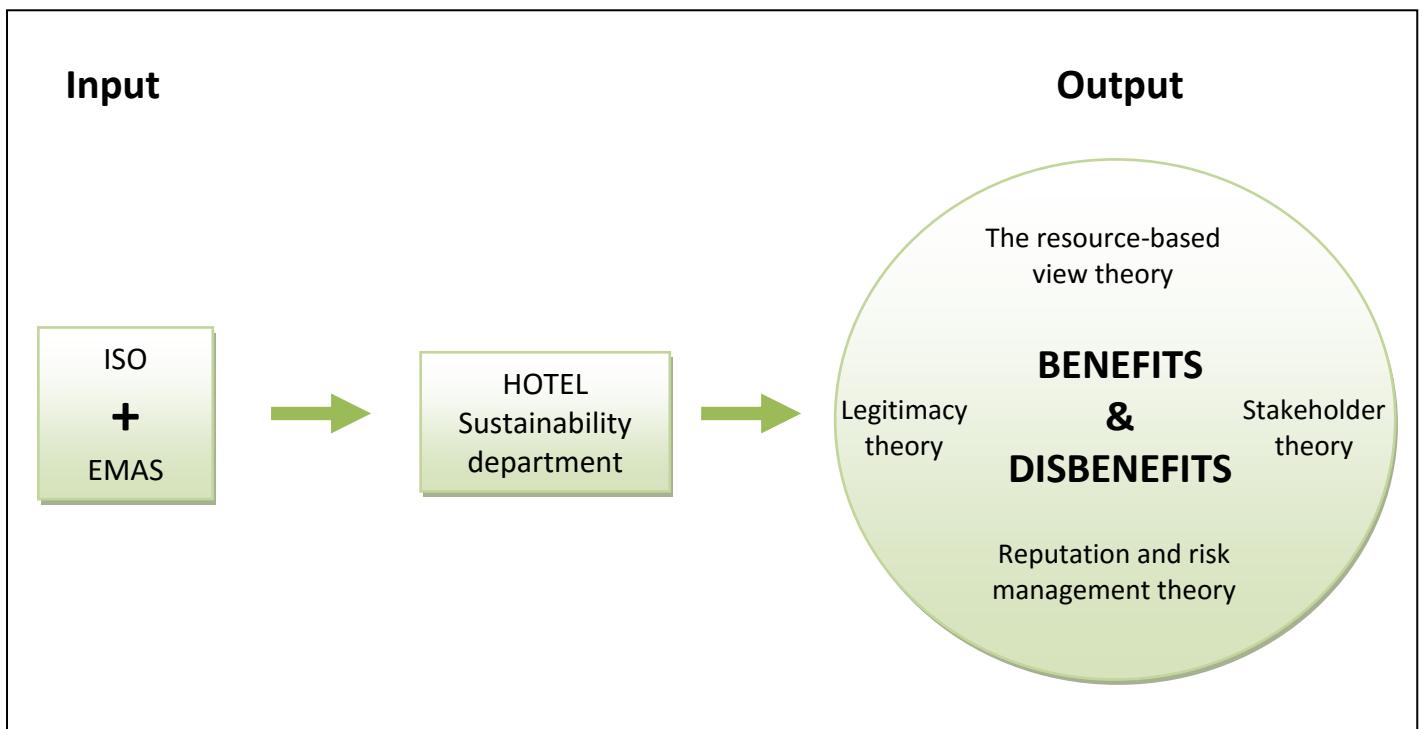 Input
Output
ISO
+
EMAS
HOTEL
Sustainability
department
The resource-based
view theory
BENEFITS
&
DISBENEFITS
Legitimacy
theory
Stakeholder
theory
Reputation and risk
management theory